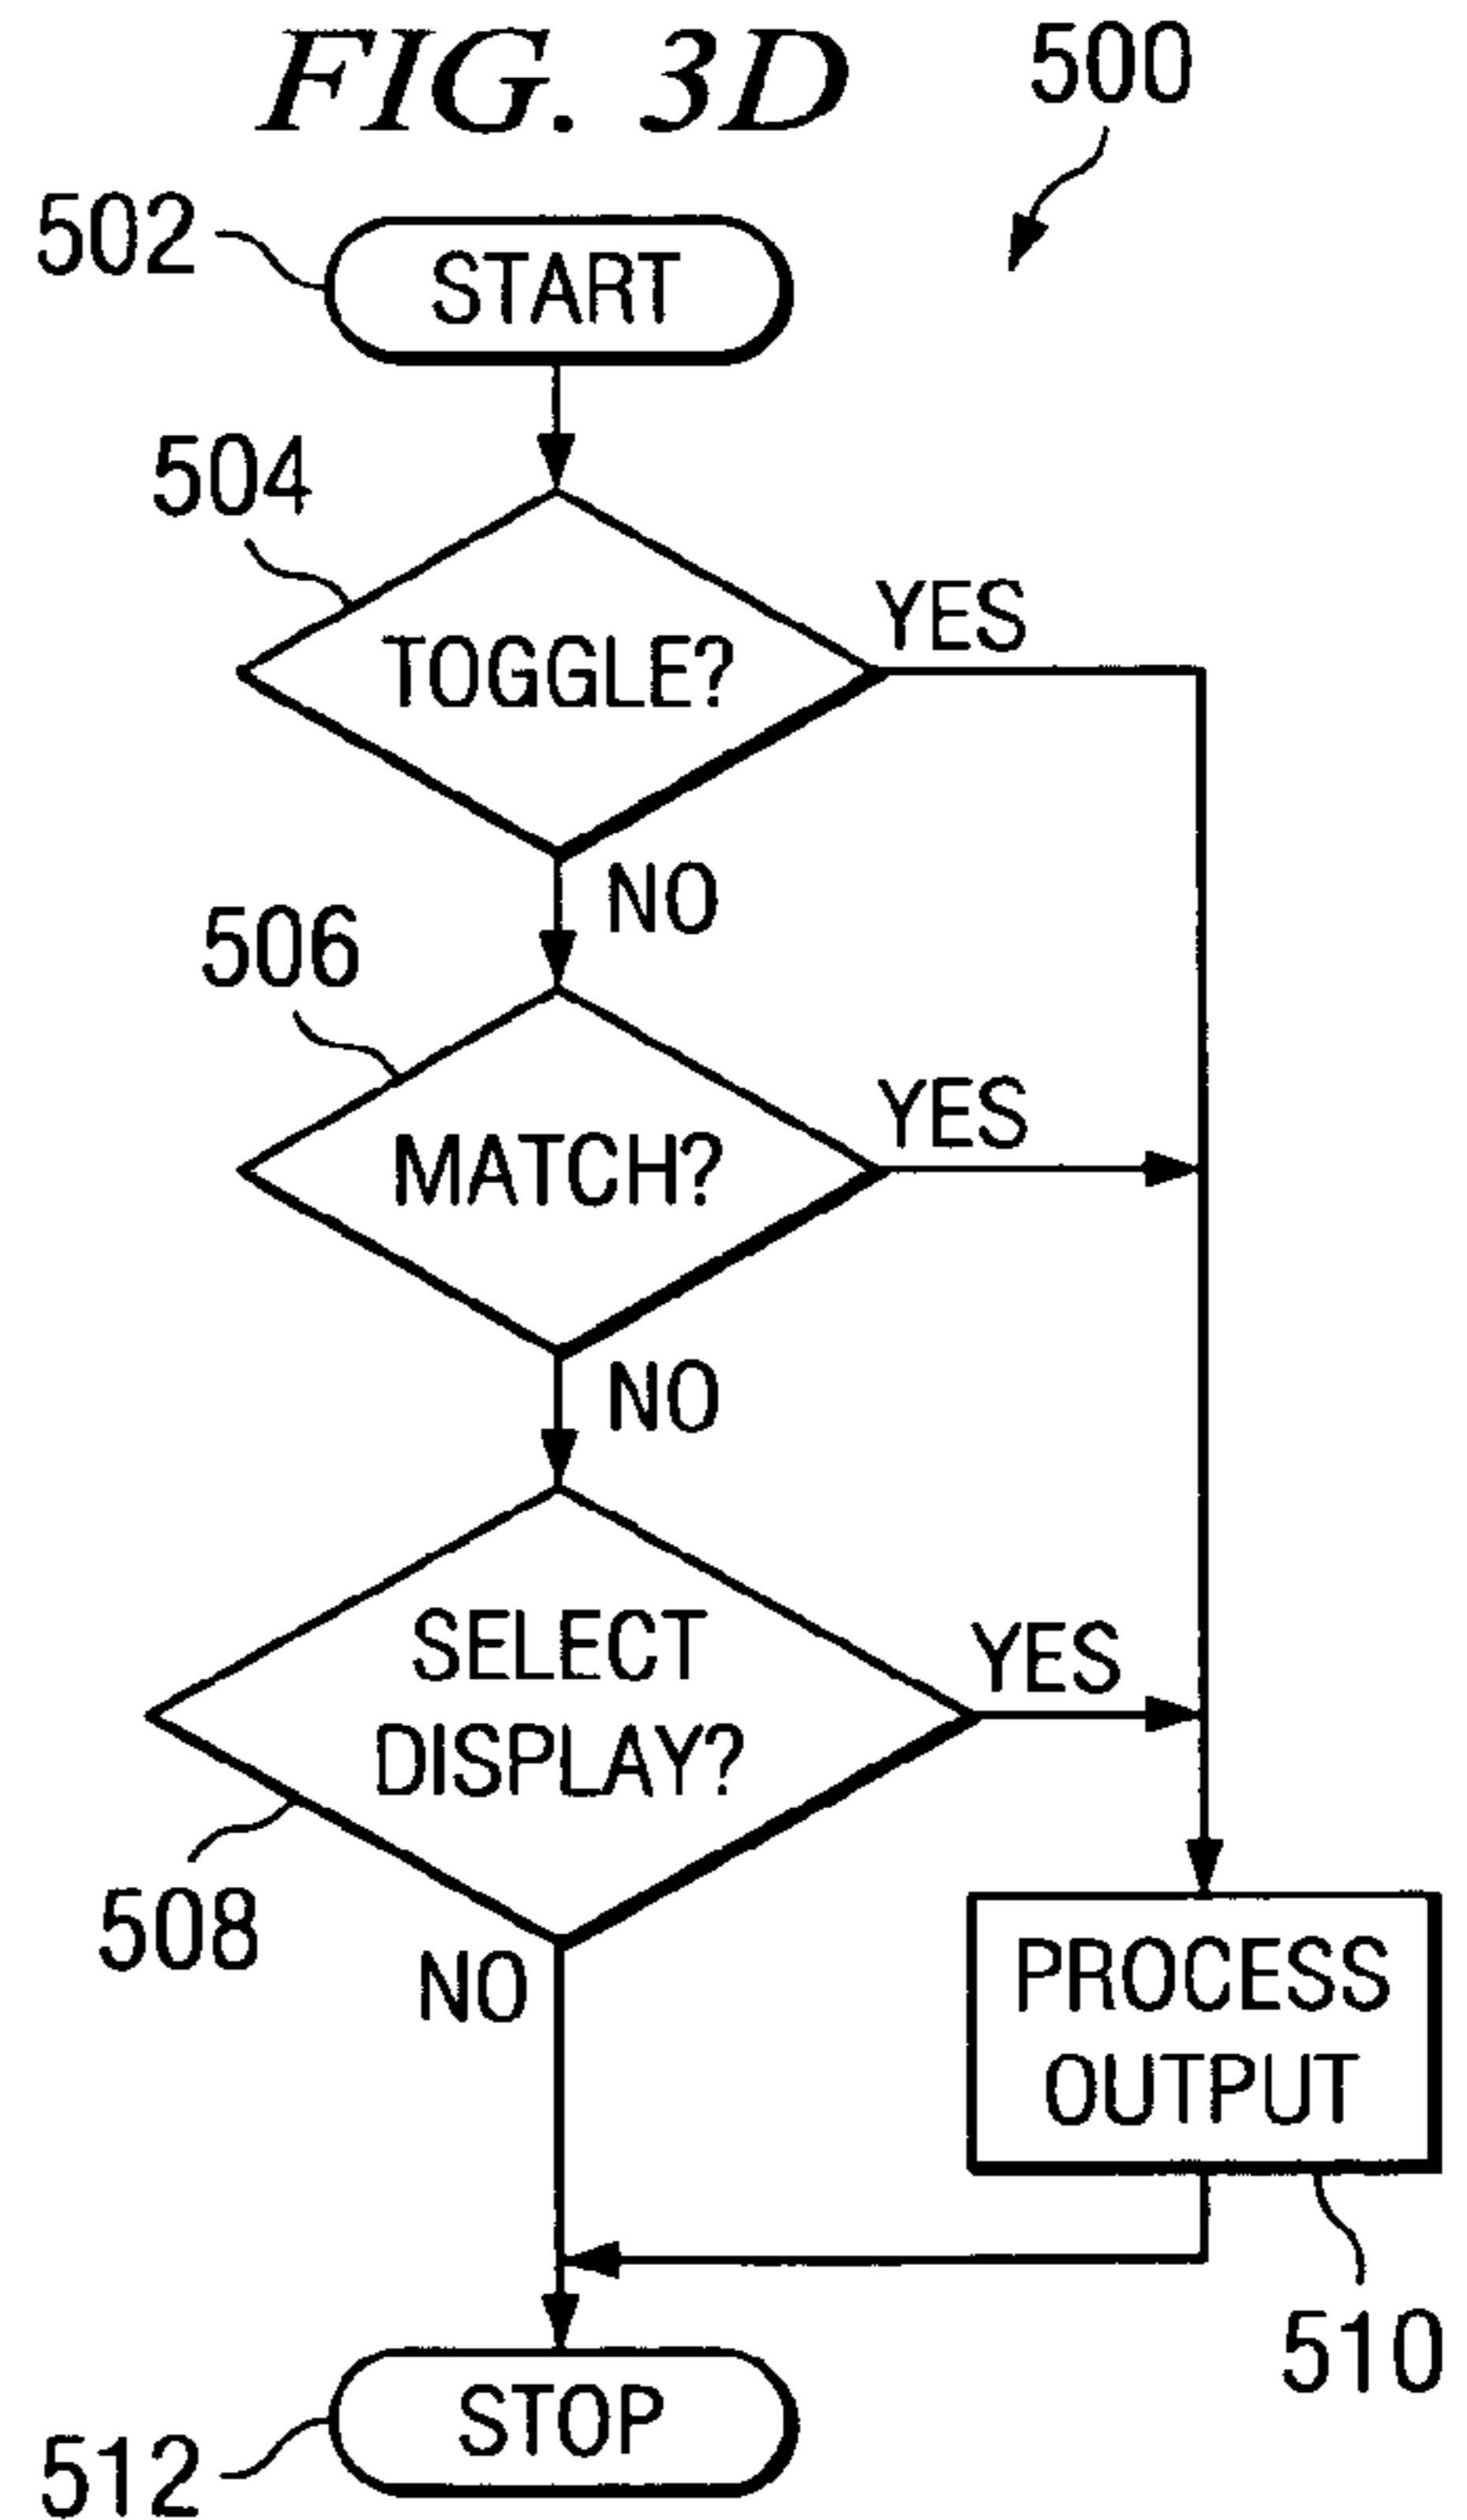 FIG. 3D
500
502
START
504
TOGGLE?
YES
NO
506
MATCH?
YES
NO
SELECT
DISPLAY?
YES
508
NO
PROCESS
OUTPUT
510
STOP
512